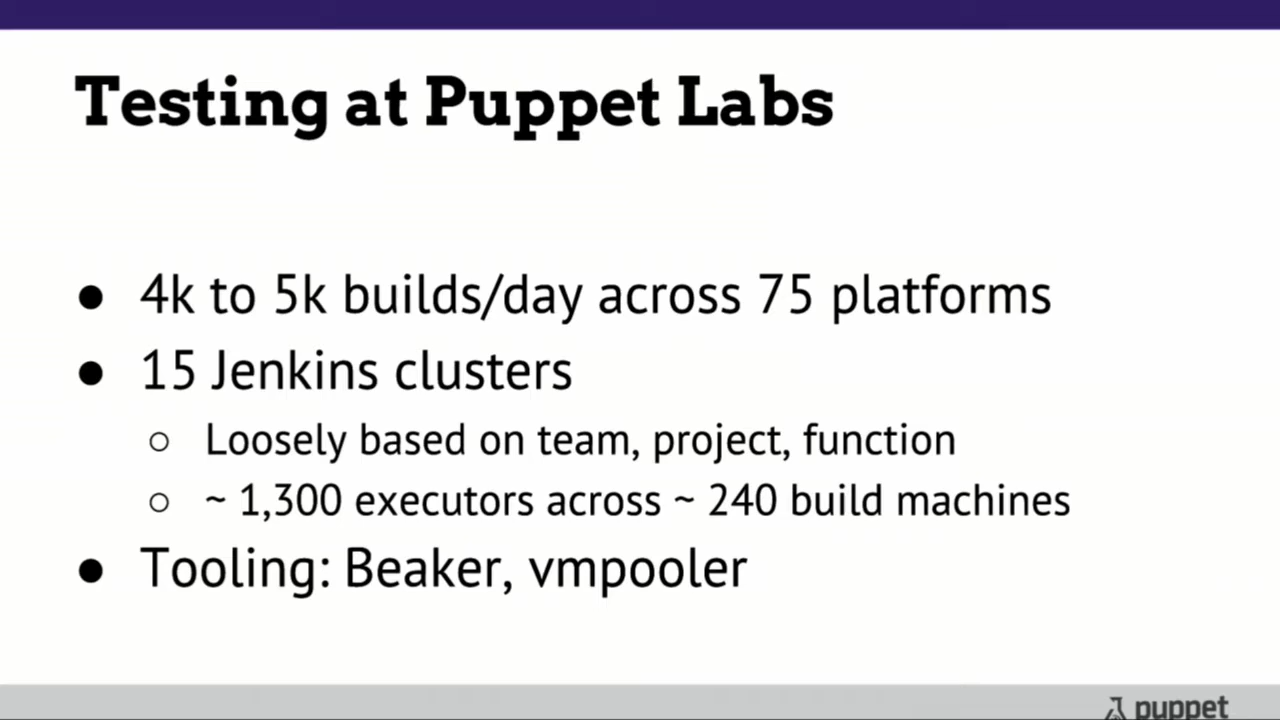 Testing at Puppet Labs
● 4k to 5k builds/day across 75 platforms
● 15 Jenkins clusters
○ Loosely based on team, project, function
○ ~ 1,300 executors across ~ 240 build machines
● Tooling: Beaker, vmpooler
puppet